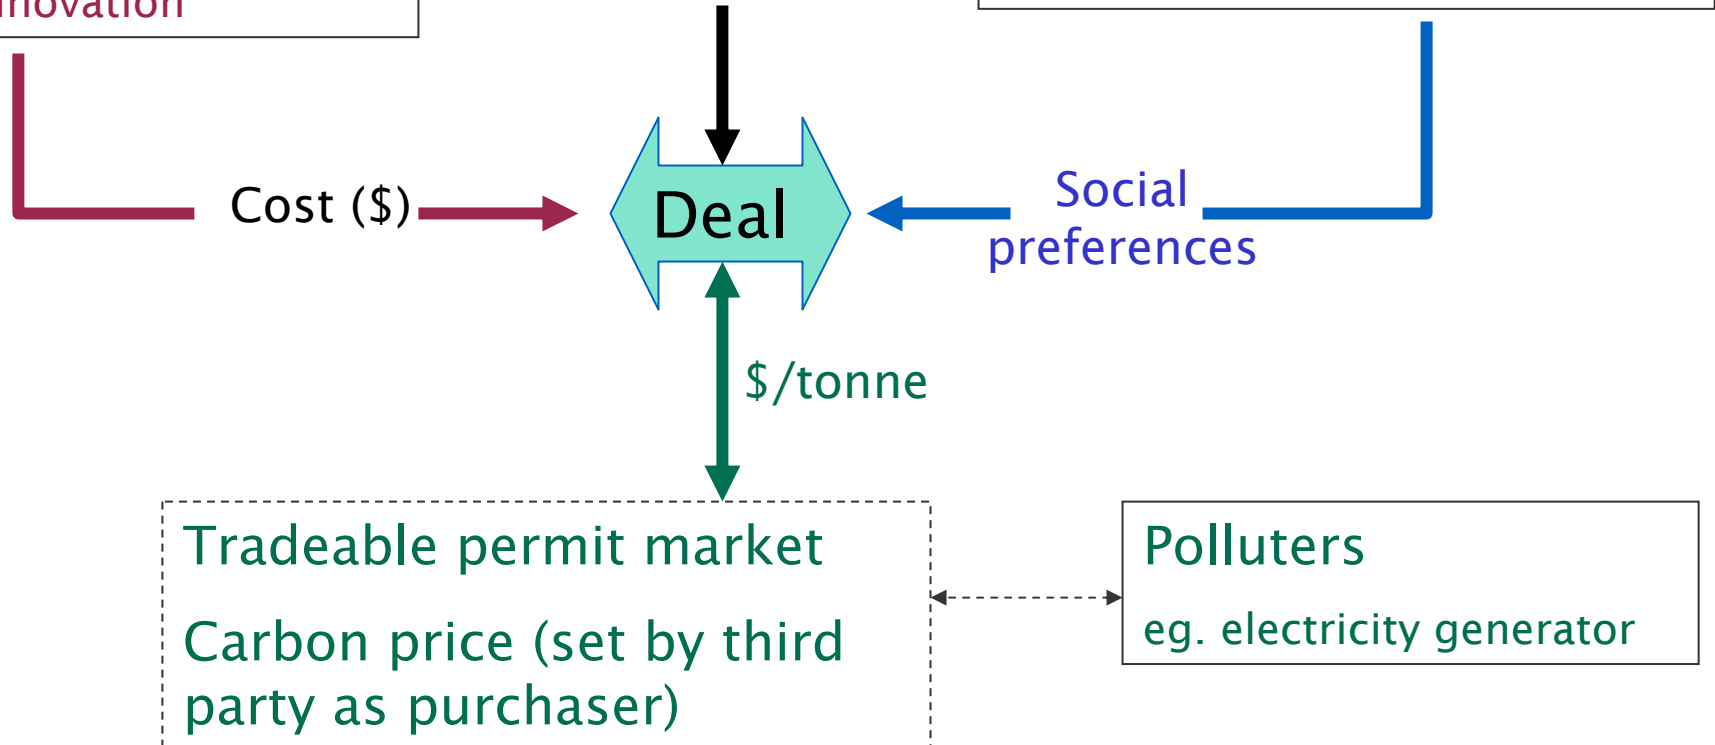 Cost ($)
Deal
Social
preferences
$/tonne
Tradeable permit market
Carbon price (set by third
party as purchaser)
Polluters
eg. electricity generator